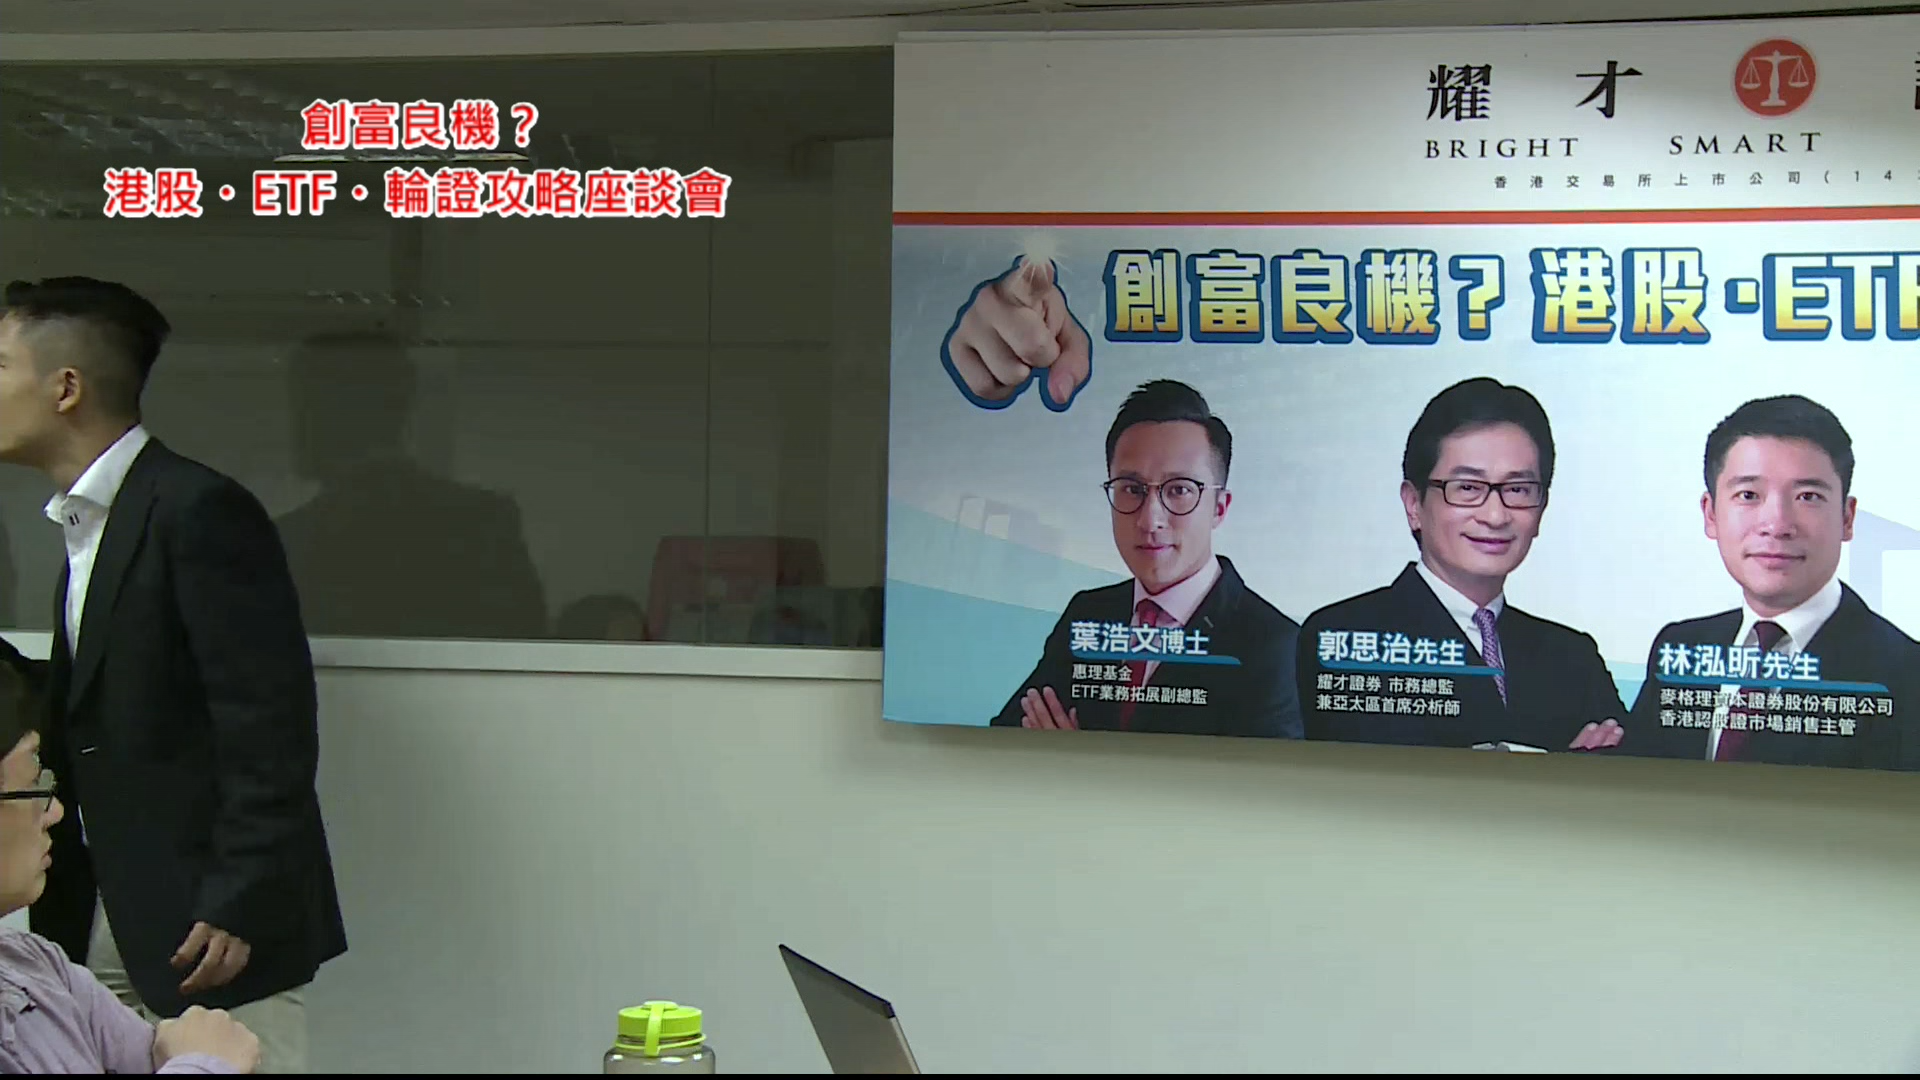 創富良機？
港股・ETF・輪證攻略座談會
耀才
BRIGHT SMART
香港交易所上市公司(14
創富良機？港股・ETF
葉浩文博士
惠理基金
ETF業務拓展副總監
郭思治先生
耀才證券 市務總監
兼亞太區首席分析師
林泓昕先生
麥格理資本證券股份有限公司
香港認股證市場銷售主管